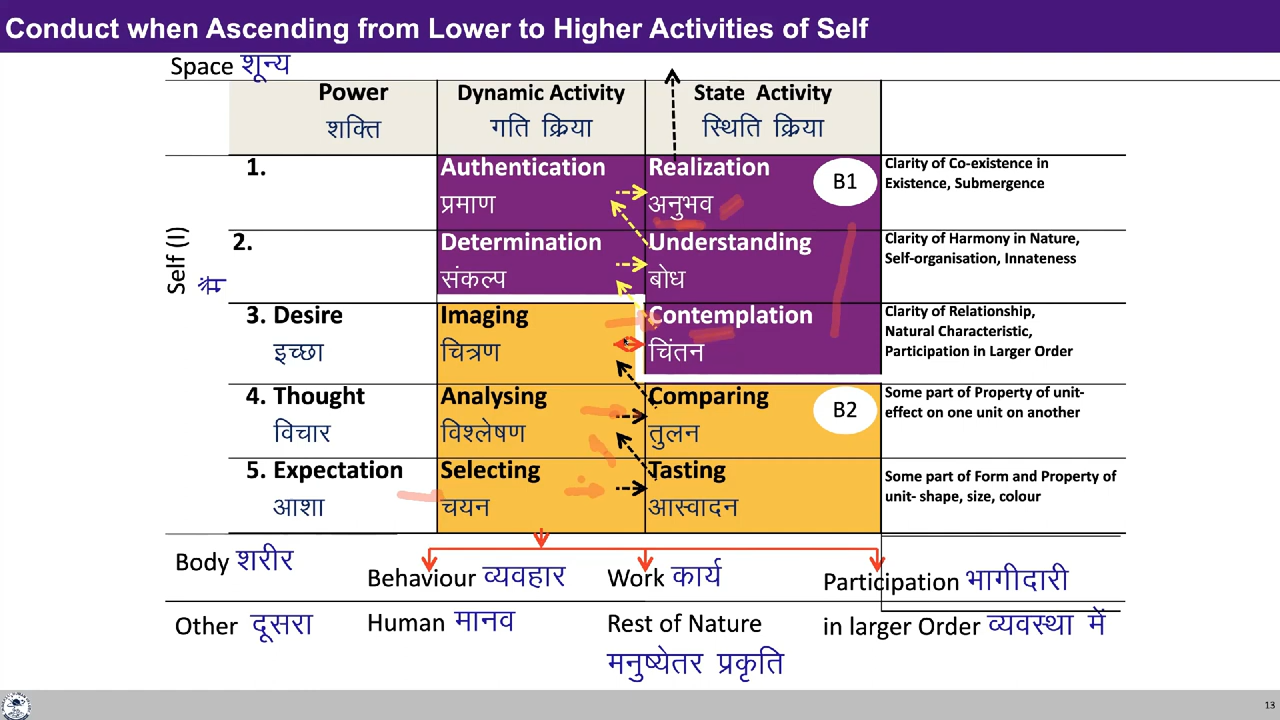 Conduct when Ascending from Lower to Higher Activities of Self
Space शून्य
Power
शक्ति
Dynamic Activity
गति क्रिया
State Activity
स्थिति क्रिया
Self (I)
मैं
1.
Authentication
प्रमाण
Realization
अनुभव
B1
Clarity of Co-existence in
Existence, Submergence
2.
Determination
संकल्प
Understanding
बोध
Clarity of Harmony in Nature,
Self-organisation, Innateness
3. Desire
इच्छा
Imaging
चित्रण
Contemplation
चिंतन
Clarity of Relationship,
Natural Characteristic,
Participation in Larger Order
4. Thought
विचार
Analysing
विश्लेषण
Comparing
तुलन
B2
Some part of Property of unit-
effect on one unit on another
5. Expectation
आशा
Selecting
चयन
Tasting
आस्वादन
Some part of Form and Property of
unit- shape, size, colour
Body शरीर
Behaviour व्यवहार
Work कार्य
Participation भागीदारी
Other दूसरा
Human मानव
Rest of Nature
मनुष्येतर प्रकृति
in larger Order व्यवस्था में
13